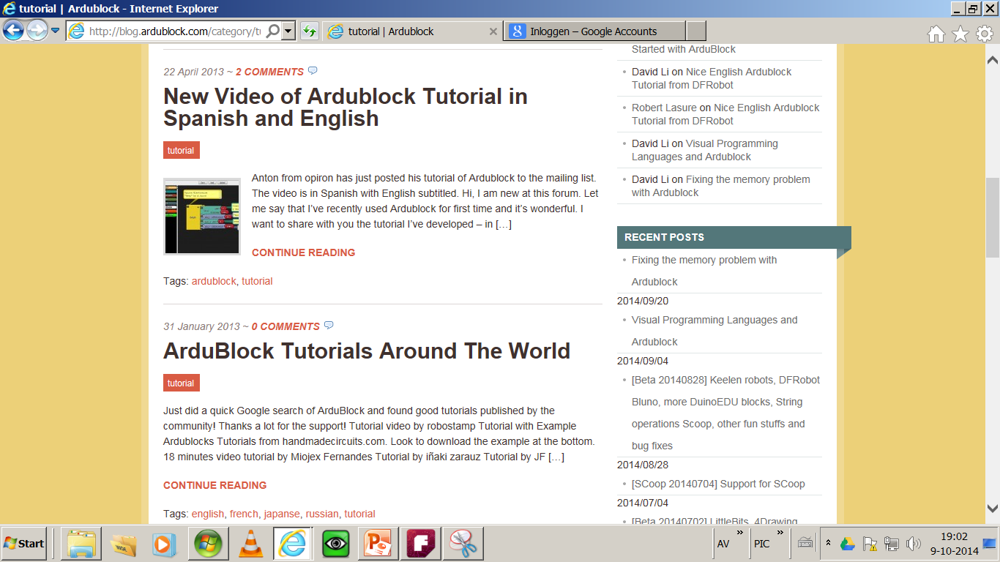 tutorial | Ardublock - Internet Explorer
http://blog.ardublock.com/category/tu
tutorial | Ardublock
Inloggen – Google Accounts
22 April 2013 ~ 2 COMMENTS
New Video of Ardublock Tutorial in
Spanish and English
tutorial
Anton from opiron has just posted his tutorial of Ardublock to the mailing list.
The video is in Spanish with English subtitled. Hi, I am new at this forum. Let
me say that I've recently used Ardublock for first time and it's wonderful. I
want to share with you the tutorial I've developed – in […]
CONTINUE READING
Tags: ardublock, tutorial
31 January 2013 ~ 0 COMMENTS
ArduBlock Tutorials Around The World
tutorial
Just did a quick Google search of ArduBlock and found good tutorials published by the
community! Thanks a lot for the support! Tutorial video by robostamp Tutorial with Example
Ardublocks Tutorials from handmadecircuits.com. Look to download the example at the bottom.
18 minutes video tutorial by Miojex Fernandes Tutorial by iñaki zarauz Tutorial by JF […]
CONTINUE READING
Tags: english, french, japanse, russian, tutorial
Started with ArduBlock
David Li on Nice English Ardublock
Tutorial from DFRobot
Robert Lasure on Nice English Ardublock
Tutorial from DFRobot
David Li on Visual Programming
Languages and Ardublock
David Li on Fixing the memory problem
with Ardublock
RECENT POSTS
Fixing the memory problem with
Ardublock
2014/09/20
Visual Programming Languages and
Ardublock
2014/09/04
[Beta 20140828] Keelen robots, DFRobot
Bluno, more DuinoEDU blocks, String
operations Scoop, other fun stuffs and
bug fixes
2014/08/28
[SCoop 20140704] Support for SCoop
2014/07/04
[Beta 20140702] LittleBits, 4Drawing
Start
AV
PIC
19:02
9-10-2014